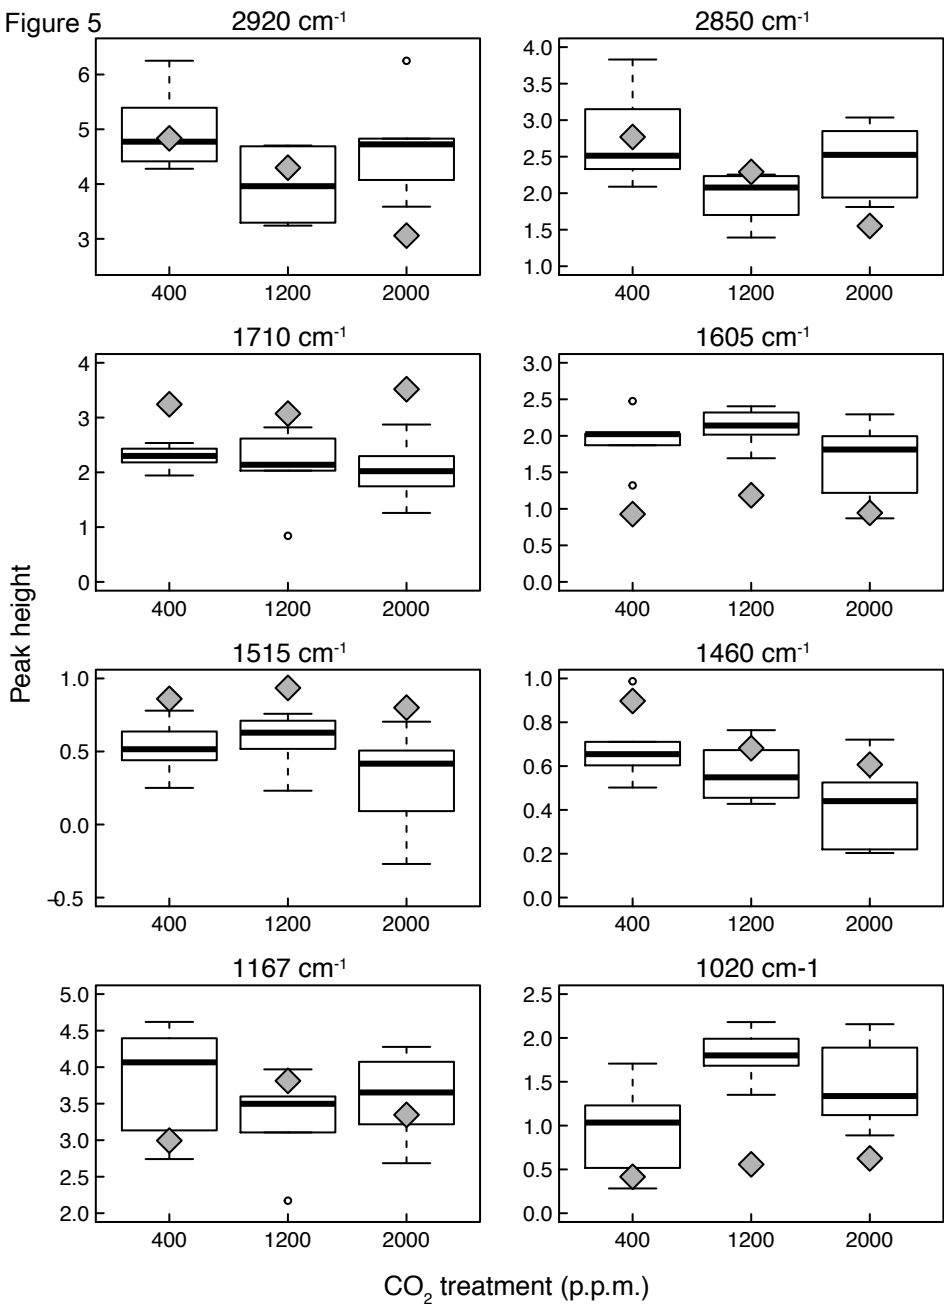 Figure 5
2920 cm⁻¹ 2850 cm⁻¹
6 4.0
5 3.5
4 3.0
3 2.5
2.0
1.5
1.0
400 1200 2000 400 1200 2000
1710 cm⁻¹ 1605 cm⁻¹
4 3.0
3 2.5
2 2.0
1 1.5
0 1.0
0.5
0.0
400 1200 2000 400 1200 2000
Peak height
1515 cm⁻¹ 1460 cm⁻¹
1.0 1.0
0.5 0.8
0.0 0.6
–0.5 0.4
0.2
0.0
400 1200 2000 400 1200 2000
1167 cm⁻¹ 1020 cm-1
5.0 2.5
4.5 2.0
4.0 1.5
3.5 1.0
3.0 0.5
2.5 0.0
2.0
400 1200 2000 400 1200 2000
CO₂ treatment (p.p.m.)